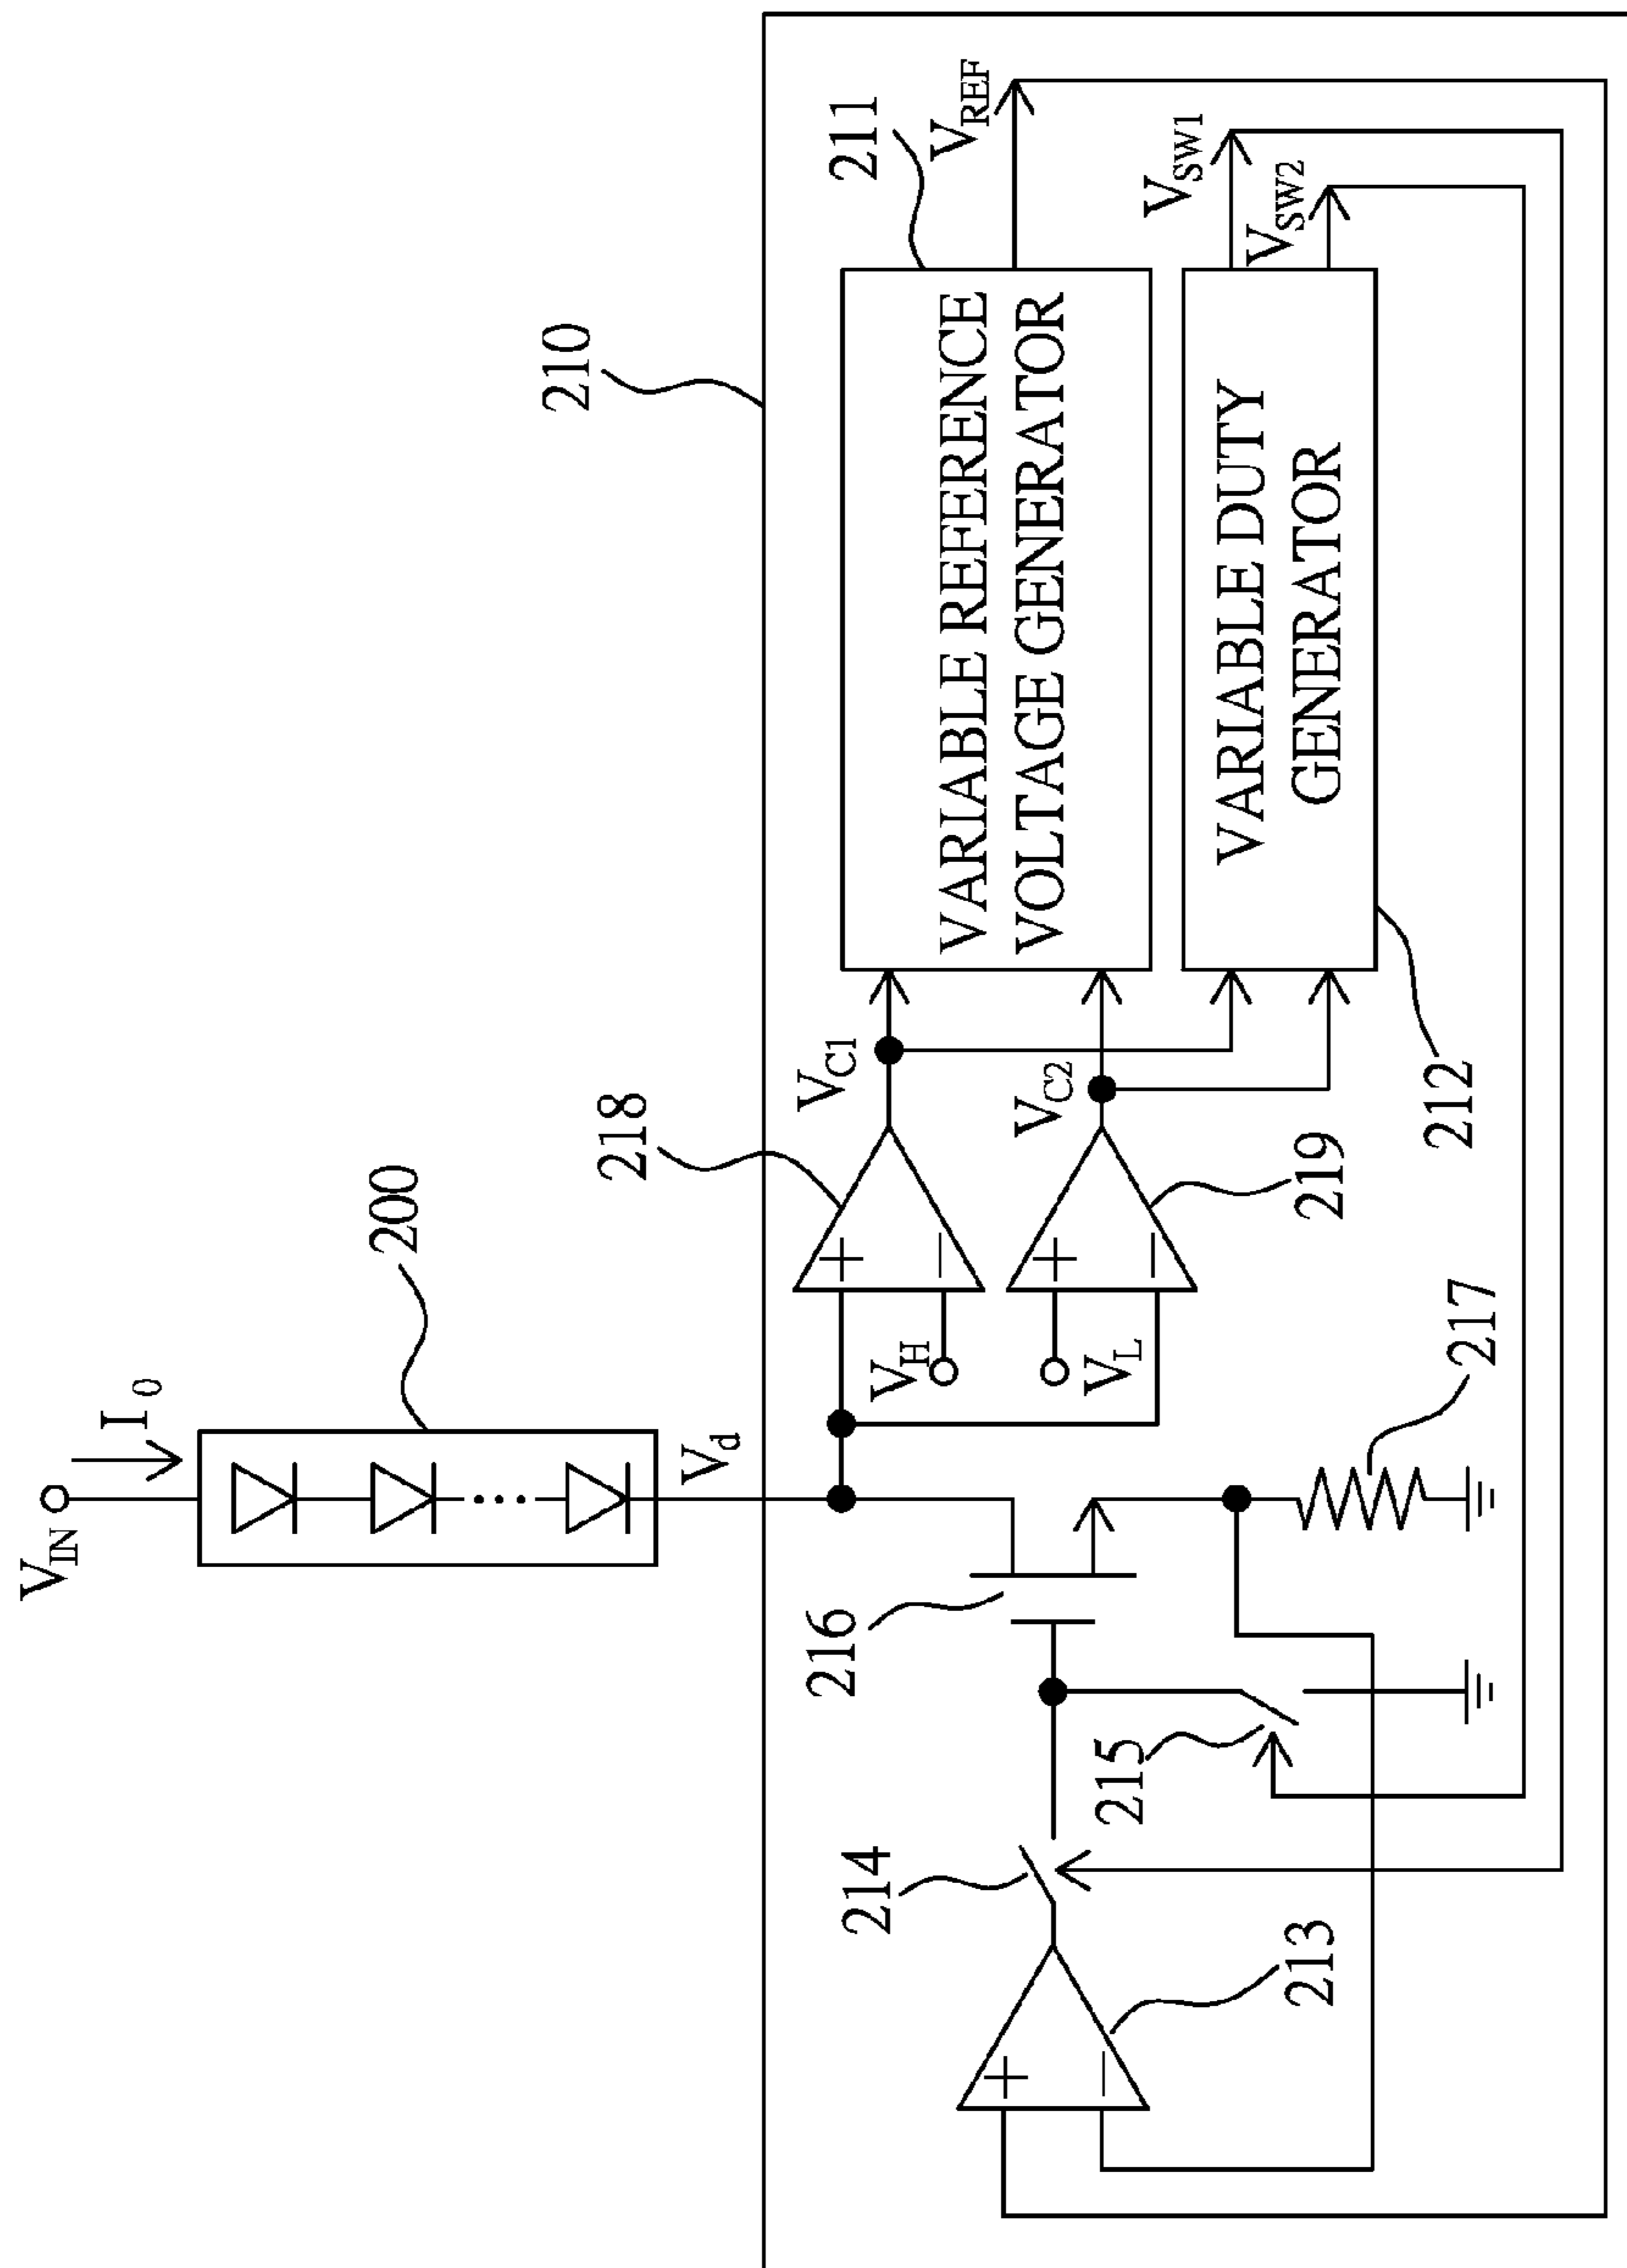 V_IN
I_0
200
V_d
210
218
V_C1
V_H
+
−
V_C2
V_L
+
−
219
211
VARIABLE REFERENCE
VOLTAGE GENERATOR
V_REF
VARIABLE DUTY
GENERATOR
V_SW1
V_SW2
212
216
217
215
214
+
−
213